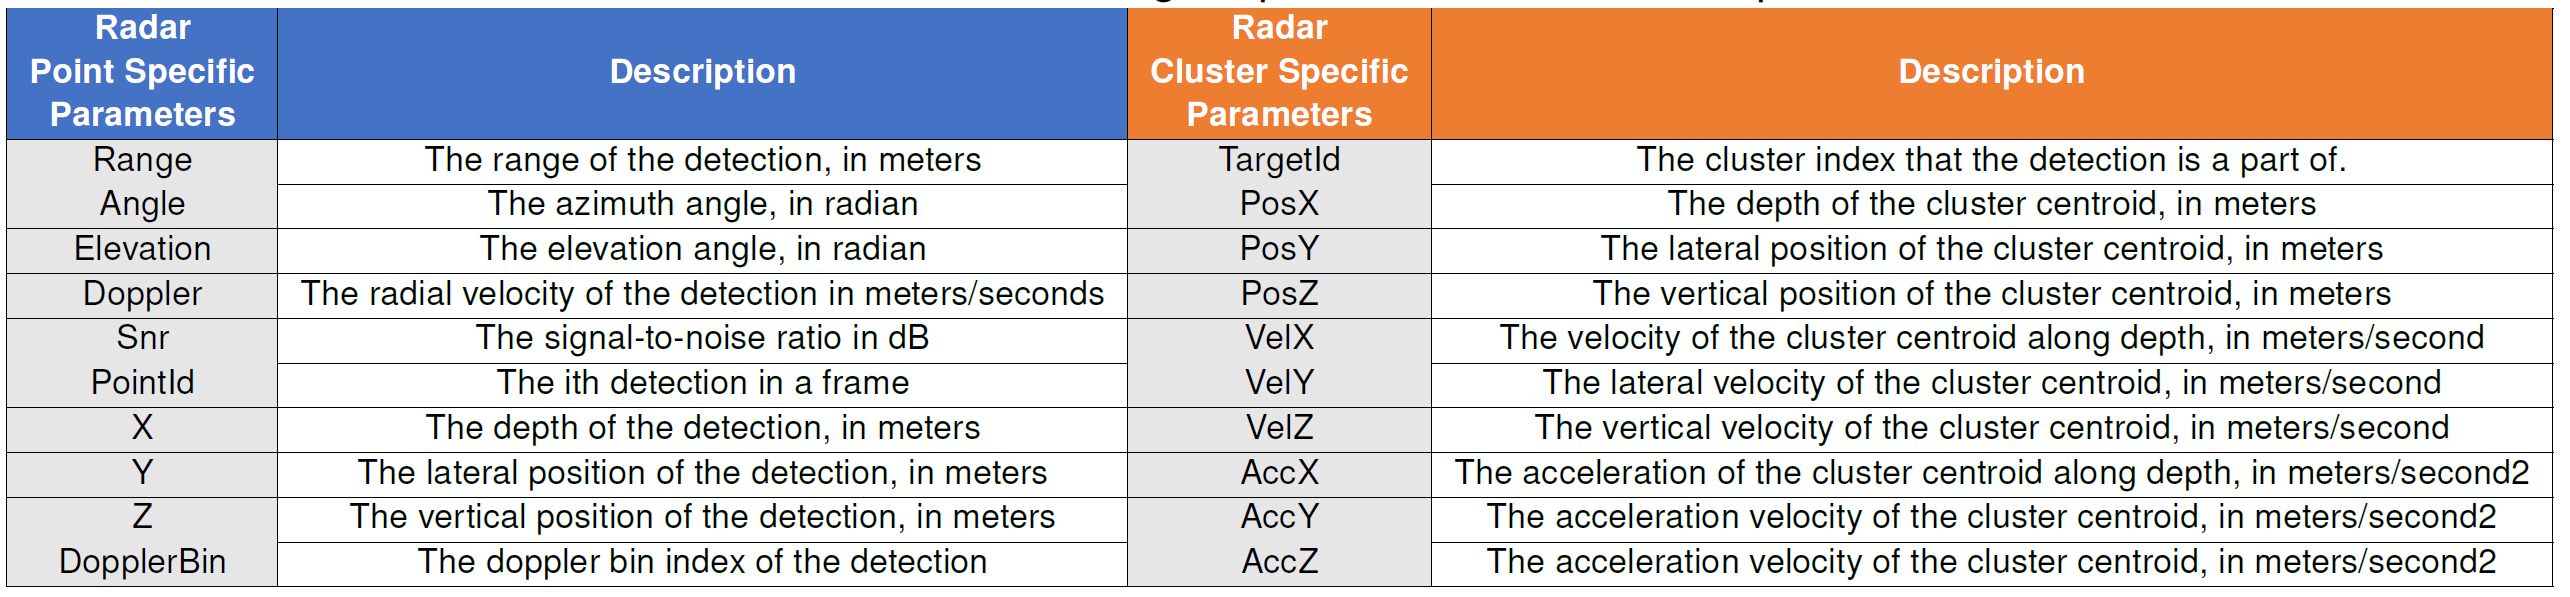 Radar
Point Specific
Parameters
Description
Radar
Cluster Specific
Parameters
Description
Range
The range of the detection, in meters
TargetId
The cluster index that the detection is a part of.
Angle
The azimuth angle, in radian
PosX
The depth of the cluster centroid, in meters
Elevation
The elevation angle, in radian
PosY
The lateral position of the cluster centroid, in meters
Doppler
The radial velocity of the detection in meters/seconds
PosZ
The vertical position of the cluster centroid, in meters
Snr
The signal-to-noise ratio in dB
VelX
The velocity of the cluster centroid along depth, in meters/second
PointId
The ith detection in a frame
VelY
The lateral velocity of the cluster centroid, in meters/second
X
The depth of the detection, in meters
VelZ
The vertical velocity of the cluster centroid, in meters/second
Y
The lateral position of the detection, in meters
AccX
The acceleration of the cluster centroid along depth, in meters/second2
Z
The vertical position of the detection, in meters
AccY
The acceleration velocity of the cluster centroid, in meters/second2
DopplerBin
The doppler bin index of the detection
AccZ
The acceleration velocity of the cluster centroid, in meters/second2